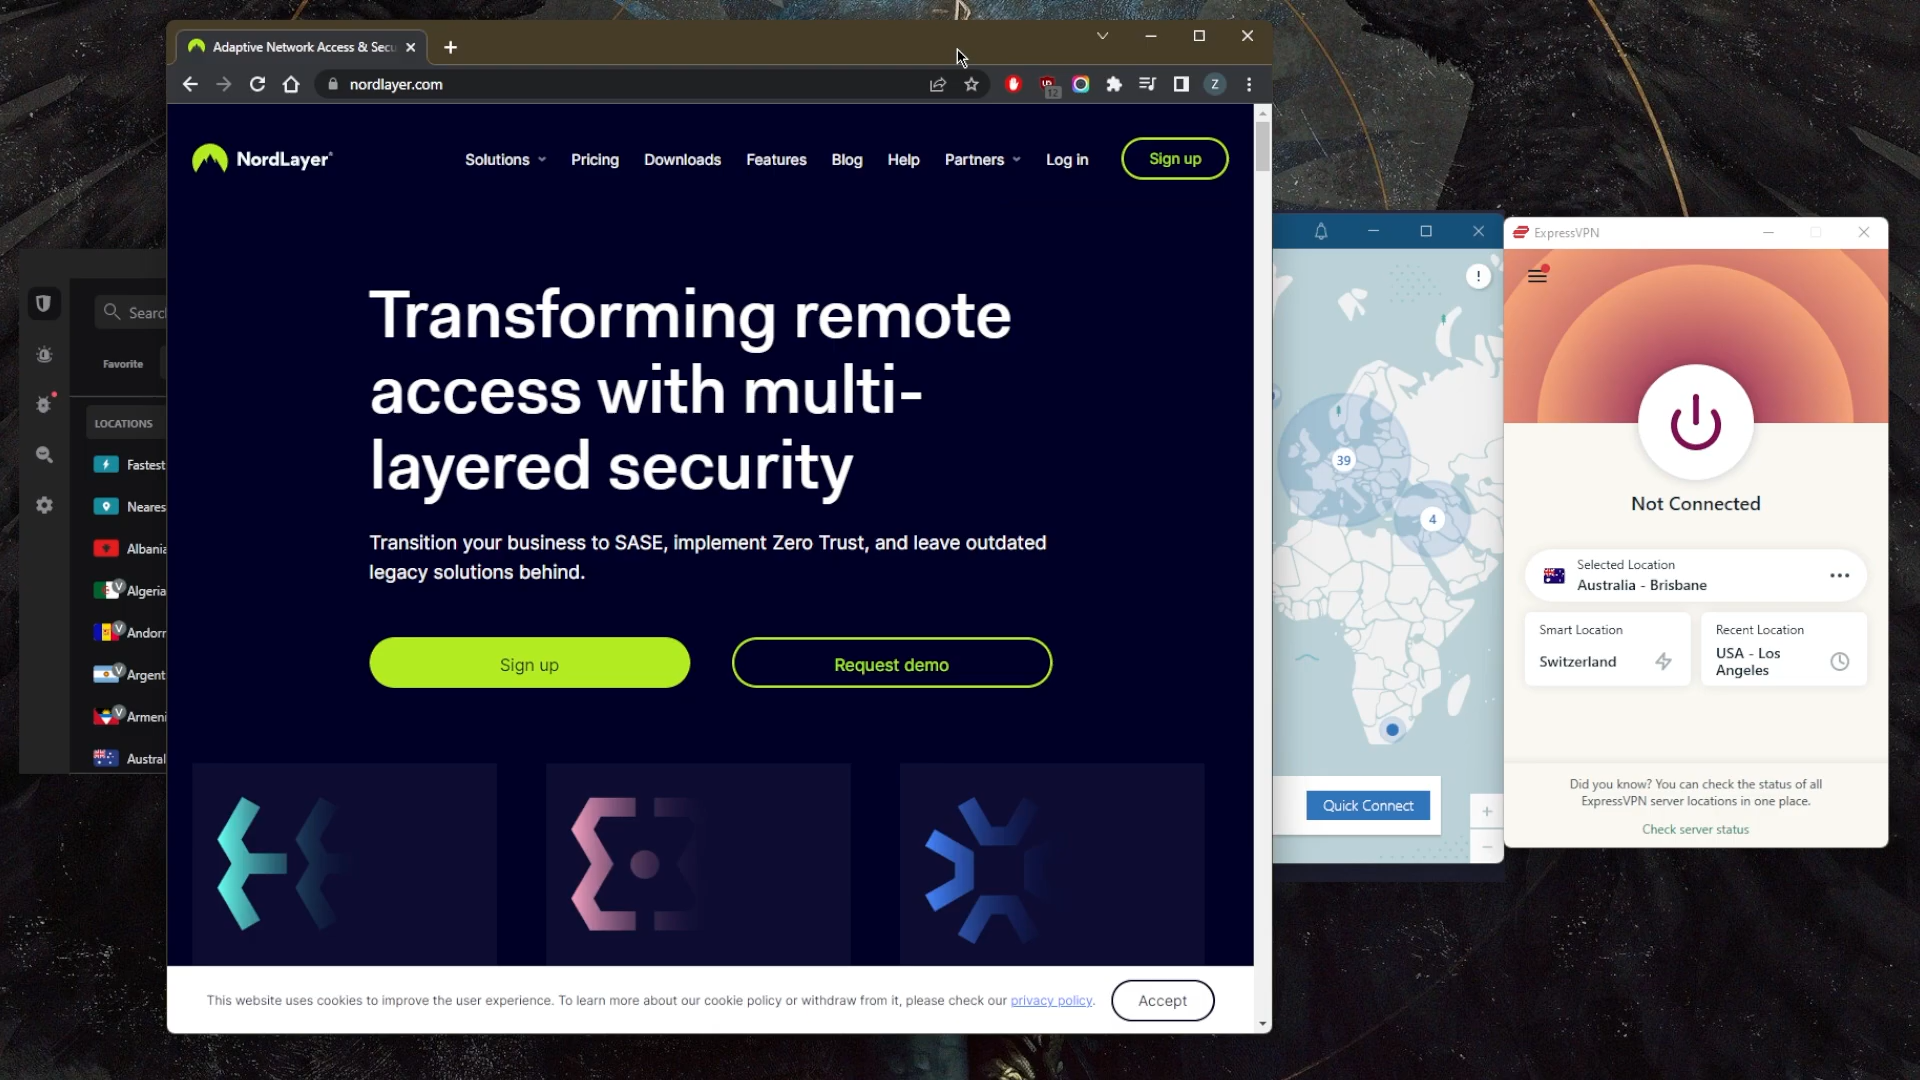 Adaptive Network Access & Secu
nordlayer.com
12
Z
NordLayer
Solutions
Pricing
Downloads
Features
Blog
Help
Partners
Log in
Sign up
Transforming remote
access with multi-
layered security
Transition your business to SASE, implement Zero Trust, and leave outdated
legacy solutions behind.
Sign up
Request demo
This website uses cookies to improve the user experience. To learn more about our cookie policy or withdraw from it, please check our privacy policy.
Accept
Searc
Favorite
LOCATIONS
Fastest
Neares
Albania
V Algeria
V Andorr
V Argent
V Armeni
Austral
!
39
4
Quick Connect
+
−
ExpressVPN
Not Connected
Selected Location
Australia - Brisbane
Smart Location
Switzerland
Recent Location
USA - Los
Angeles
Did you know? You can check the status of all
ExpressVPN server locations in one place.
Check server status